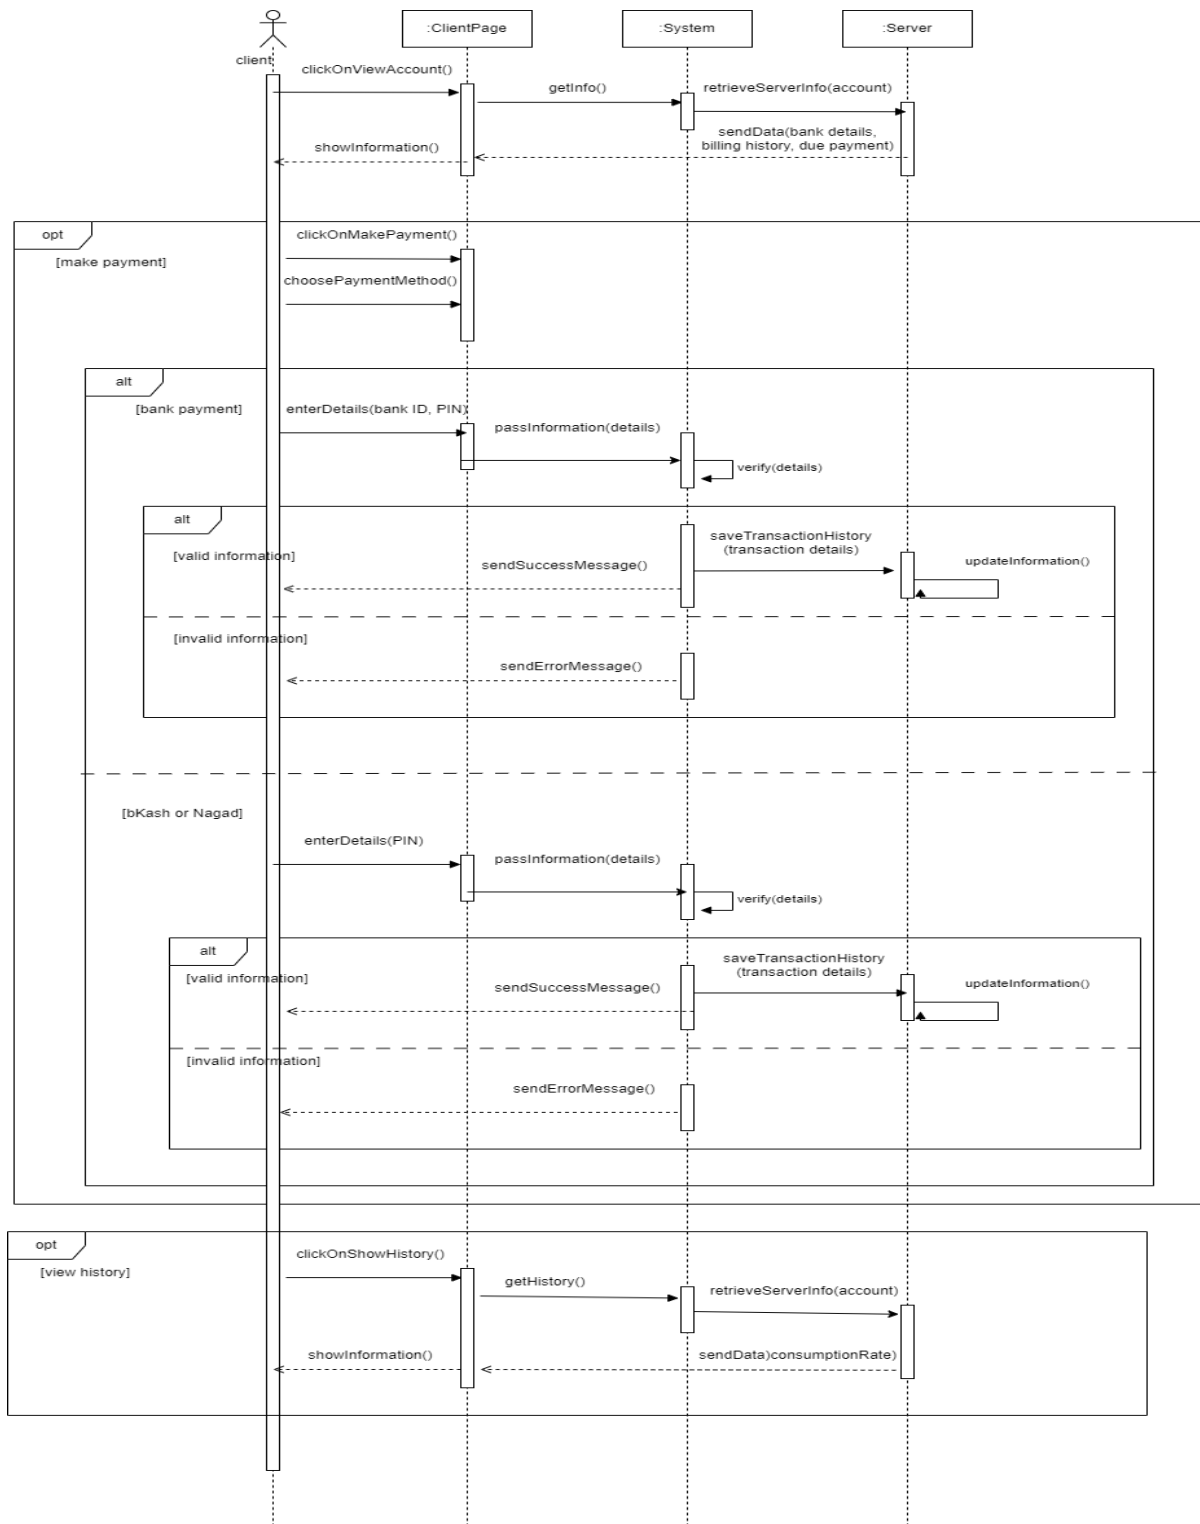 :ClientPage
:System
:Server
client
clickOnViewAccount()
getInfo()
retrieveServerInfo(account)
sendData(bank details,
billing history, due payment)
showInformation()
opt
[make payment]
clickOnMakePayment()
choosePaymentMethod()
alt
[bank payment]
enterDetails(bank ID, PIN)
passInformation(details)
verify(details)
alt
[valid information]
saveTransactionHistory
(transaction details)
updateInformation()
sendSuccessMessage()
[invalid information]
sendErrorMessage()
[bKash or Nagad]
enterDetails(PIN)
passInformation(details)
verify(details)
alt
[valid information]
saveTransactionHistory
(transaction details)
updateInformation()
sendSuccessMessage()
[invalid information]
sendErrorMessage()
opt
[view history]
clickOnShowHistory()
getHistory()
retrieveServerInfo(account)
showInformation()
sendData)consumptionRate)